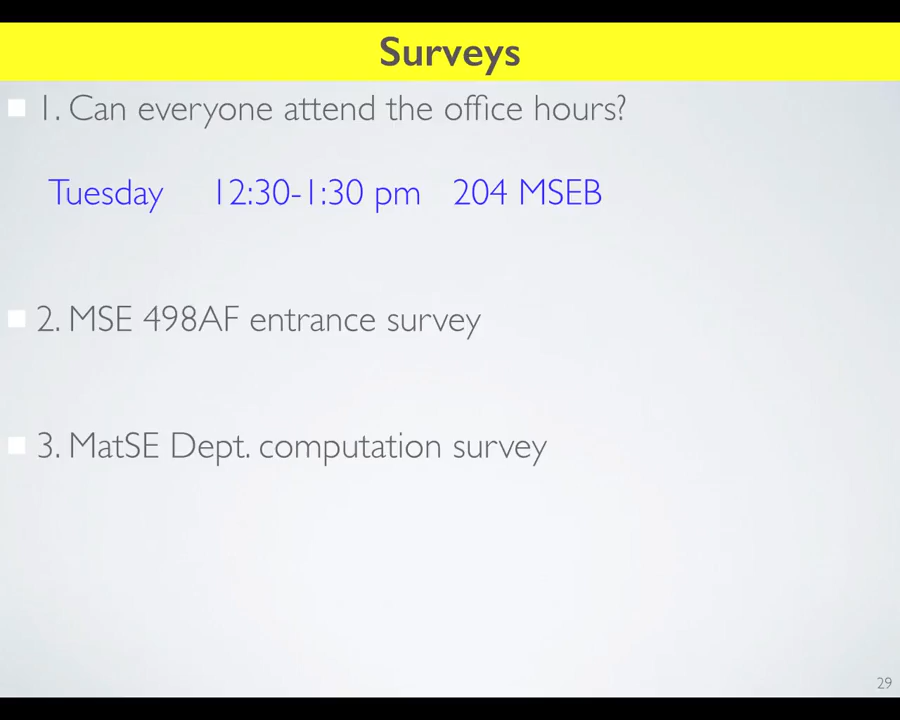 Surveys
1. Can everyone attend the office hours?
Tuesday 12:30-1:30 pm 204 MSEB
2. MSE 498AF entrance survey
3. MatSE Dept. computation survey
29